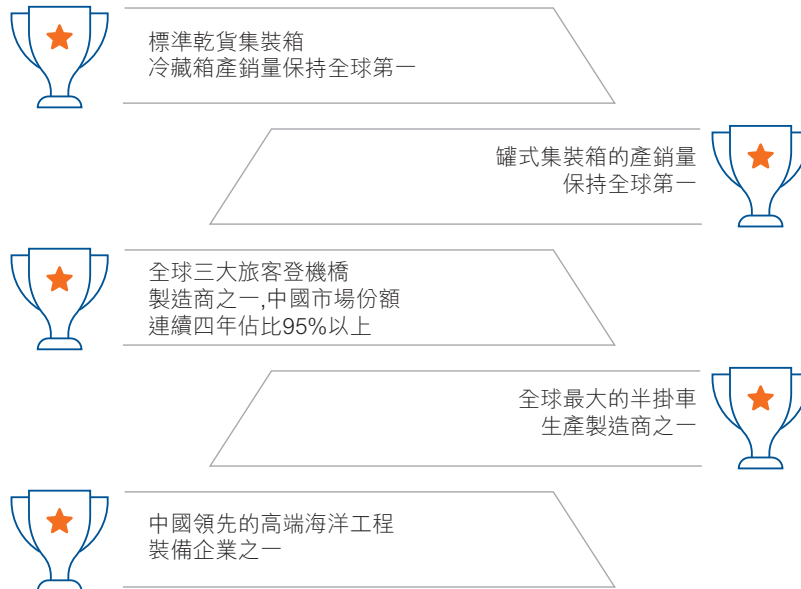 標準乾貨集裝箱
冷藏箱產銷量保持全球第一
罐式集裝箱的產銷量
保持全球第一
全球三大旅客登機橋
製造商之一,中國市場份額
連續四年佔比95%以上
全球最大的半掛車
生產製造商之一
中國領先的高端海洋工程
裝備企業之一